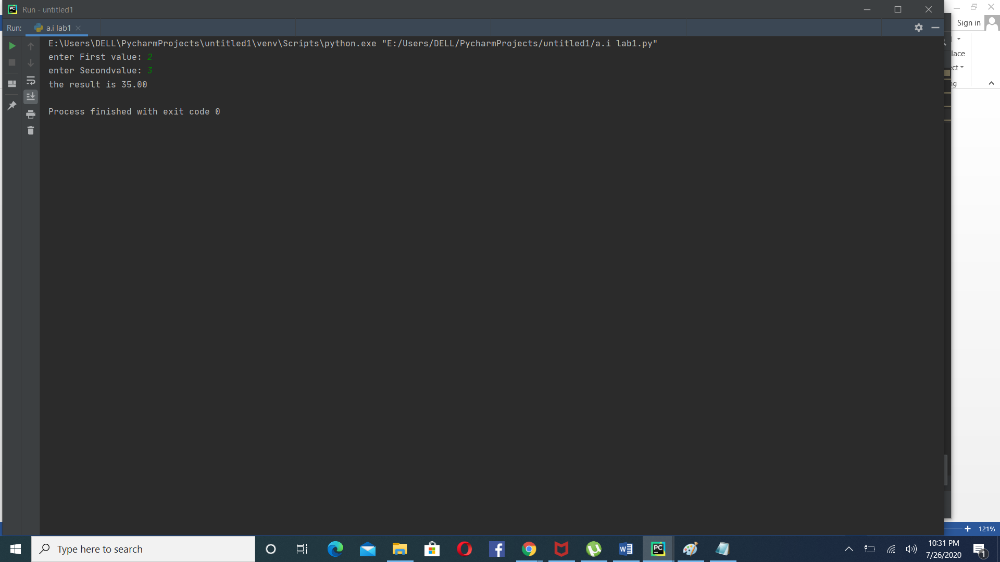 Run - untitled1
Sign in
Run: a.i lab1
E:\Users\DELL\PycharmProjects\untitled1\venv\Scripts\python.exe "E:/Users/DELL/PycharmProjects/untitled1/a.i lab1.py"
enter First value: 2
enter Secondvalue: 3
the result is 35.00
Process finished with exit code 0
lace
ct
ng
121%
Type here to search
10:31 PM
7/26/2020
1